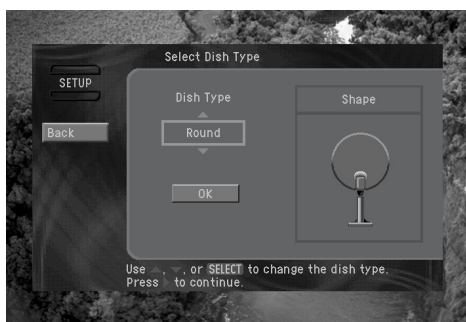 Select Dish Type
SETUP
Back
Dish Type
Round
OK
Shape
Use ▲, ▼, or SELECT to change the dish type.
Press ▶ to continue.